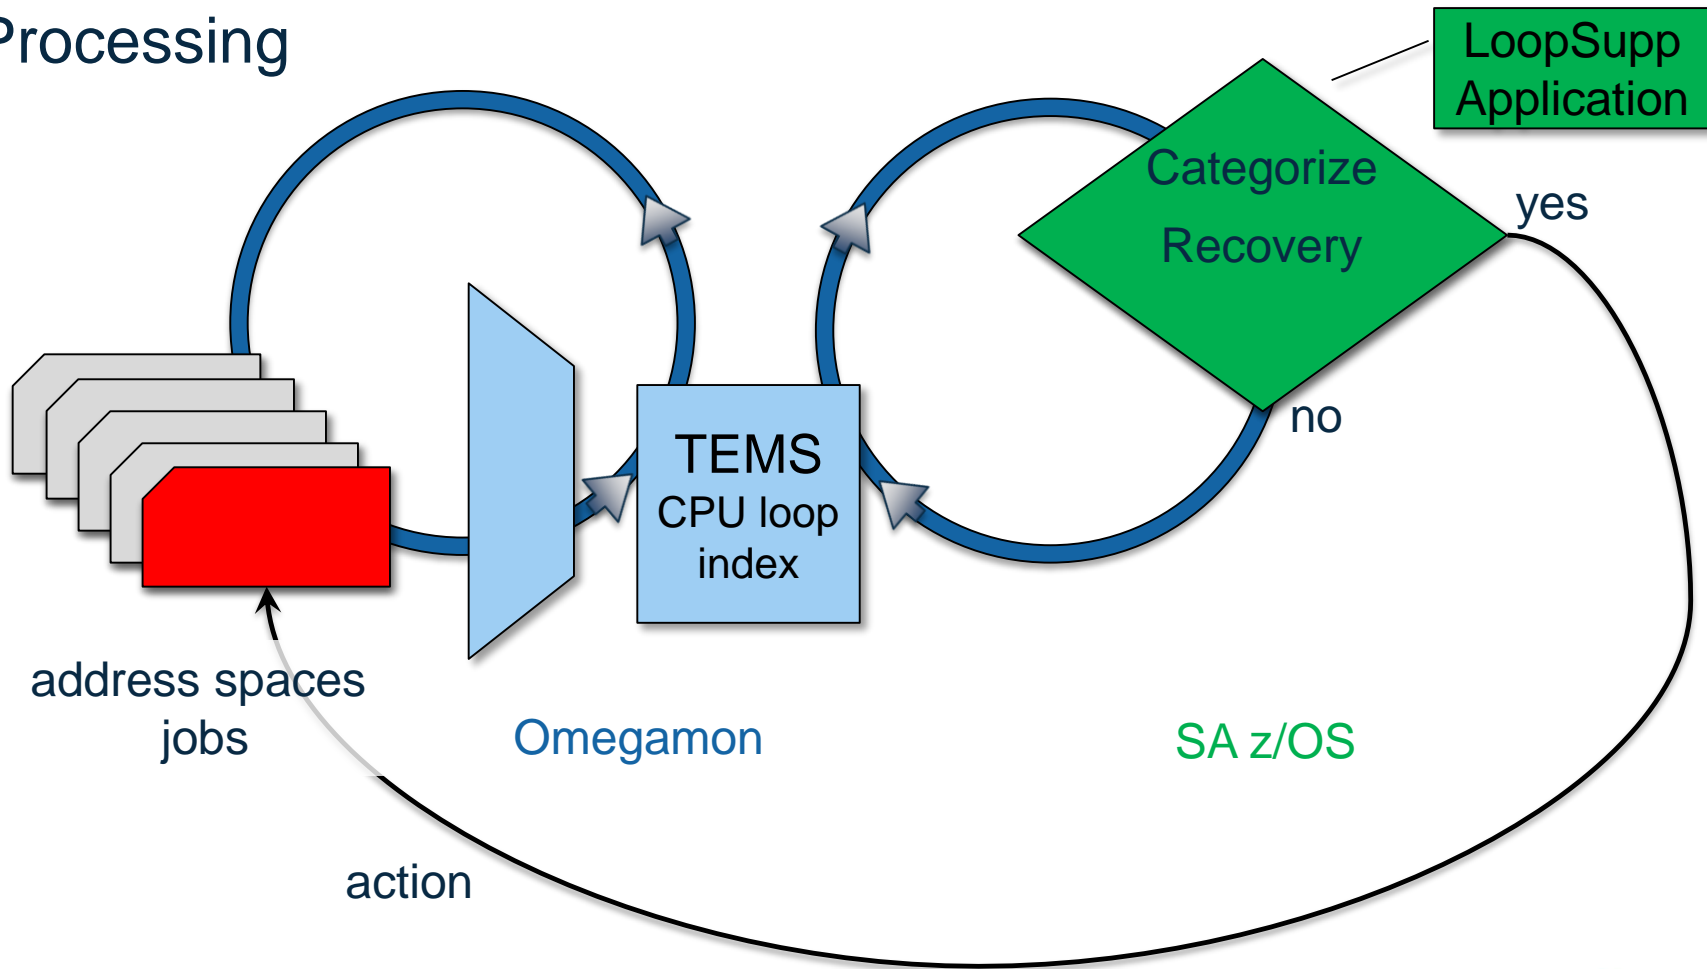 Processing
LoopSupp
Application
Categorize
Recovery
yes
no
TEMS
CPU loop
index
address spaces
jobs
Omegamon
SA z/OS
action